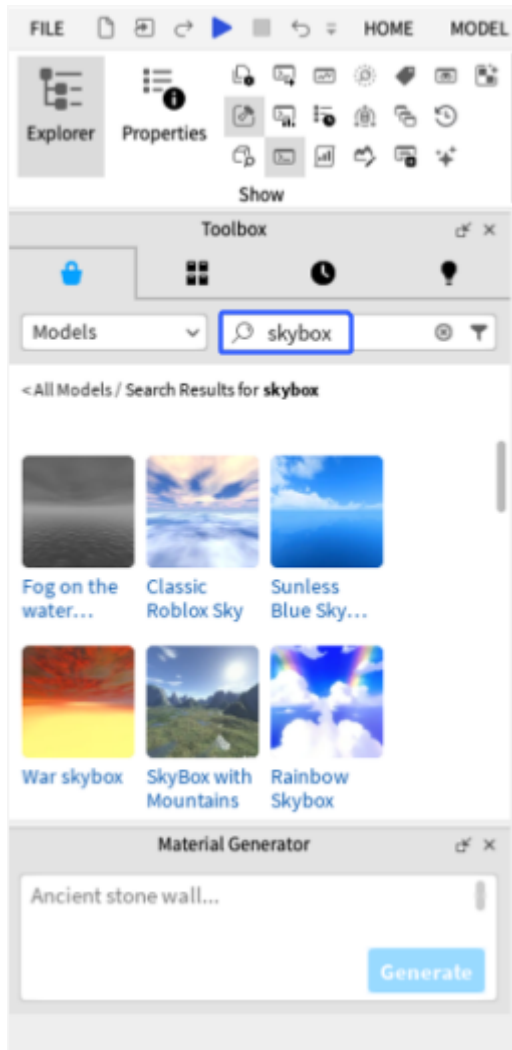 FILE HOME MODEL
Explorer Properties
Show
Toolbox
Models skybox
< All Models / Search Results for skybox
Fog on the water... Classic Roblox Sky Sunless Blue Sky...
War skybox SkyBox with Mountains Rainbow Skybox
Material Generator
Ancient stone wall...
Generate